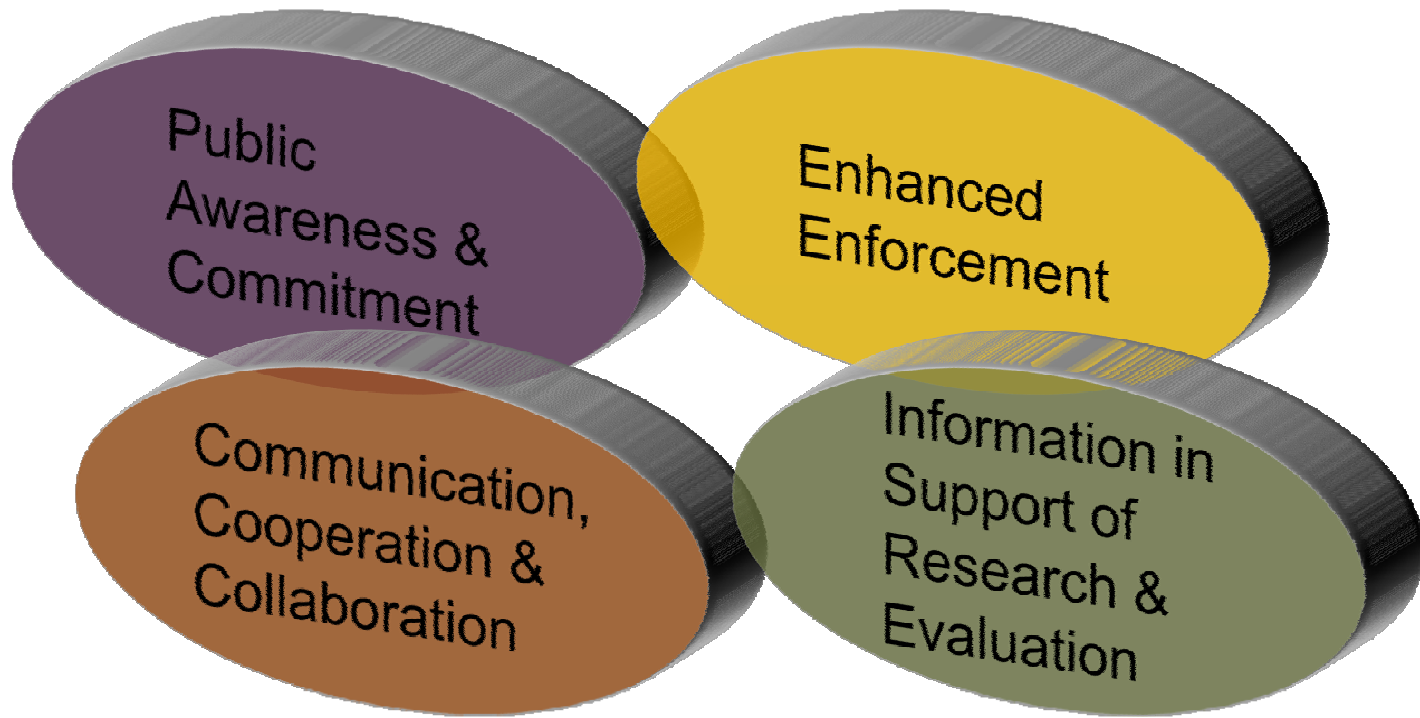 Public
Awareness &
Commitment
Enhanced
Enforcement
Communication,
Cooperation &
Collaboration
Information in
Support of
Research &
Evaluation